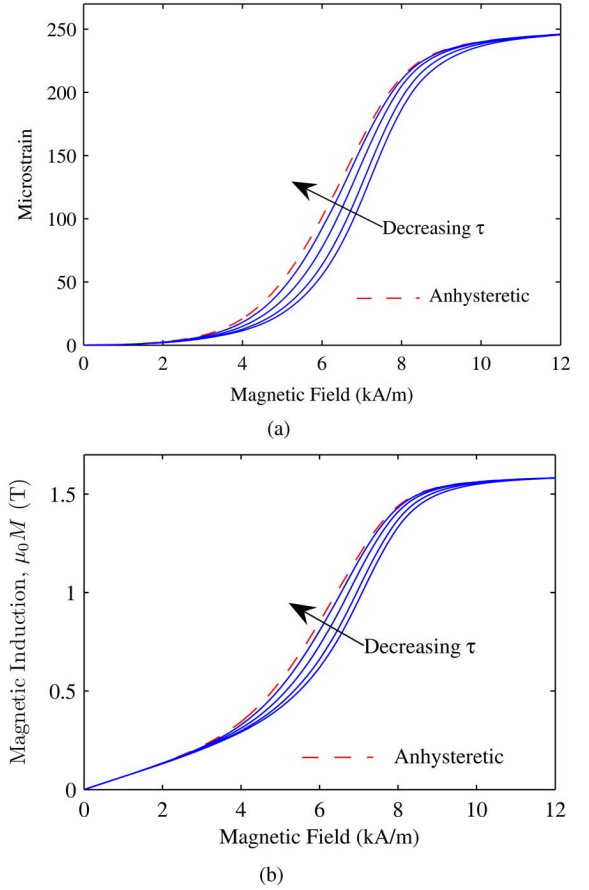 250
200
150
100
50
0
Microstrain
Decreasing τ
Anhysteretic
0 2 4 6 8 10 12
Magnetic Field (kA/m)
(a)
1.5
1
0.5
0
Magnetic Induction, μ₀M (T)
Decreasing τ
Anhysteretic
0 2 4 6 8 10 12
Magnetic Field (kA/m)
(b)